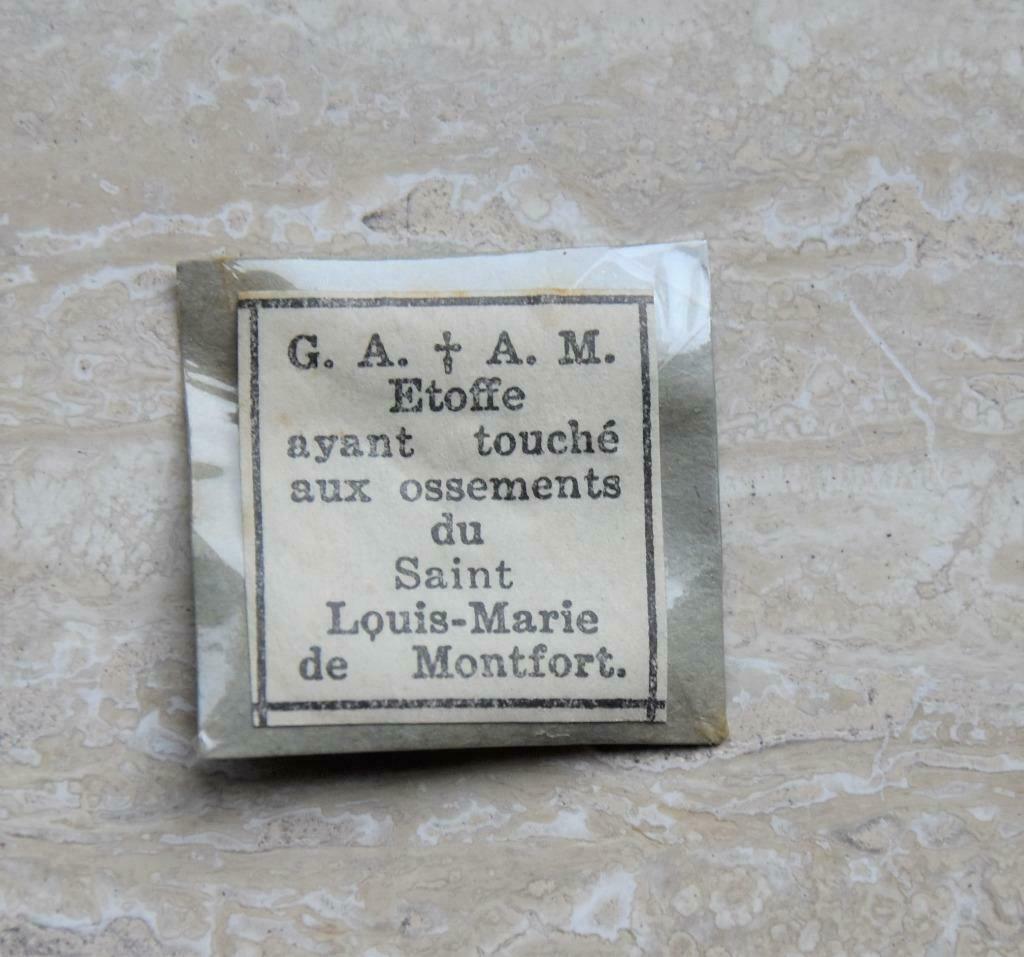 G. A. † A. M.
Etoffe
ayant touché
aux ossements
du
Saint
Louis-Marie
de Montfort.